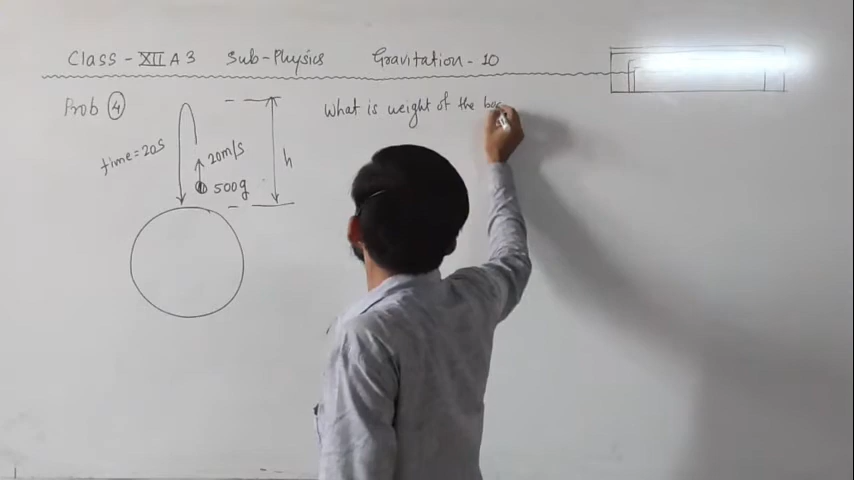 Class - XII A 3 Sub-Physics Gravitation - 10
Prob 4
What is weight of the
time = 20s
20m/s
500g
h